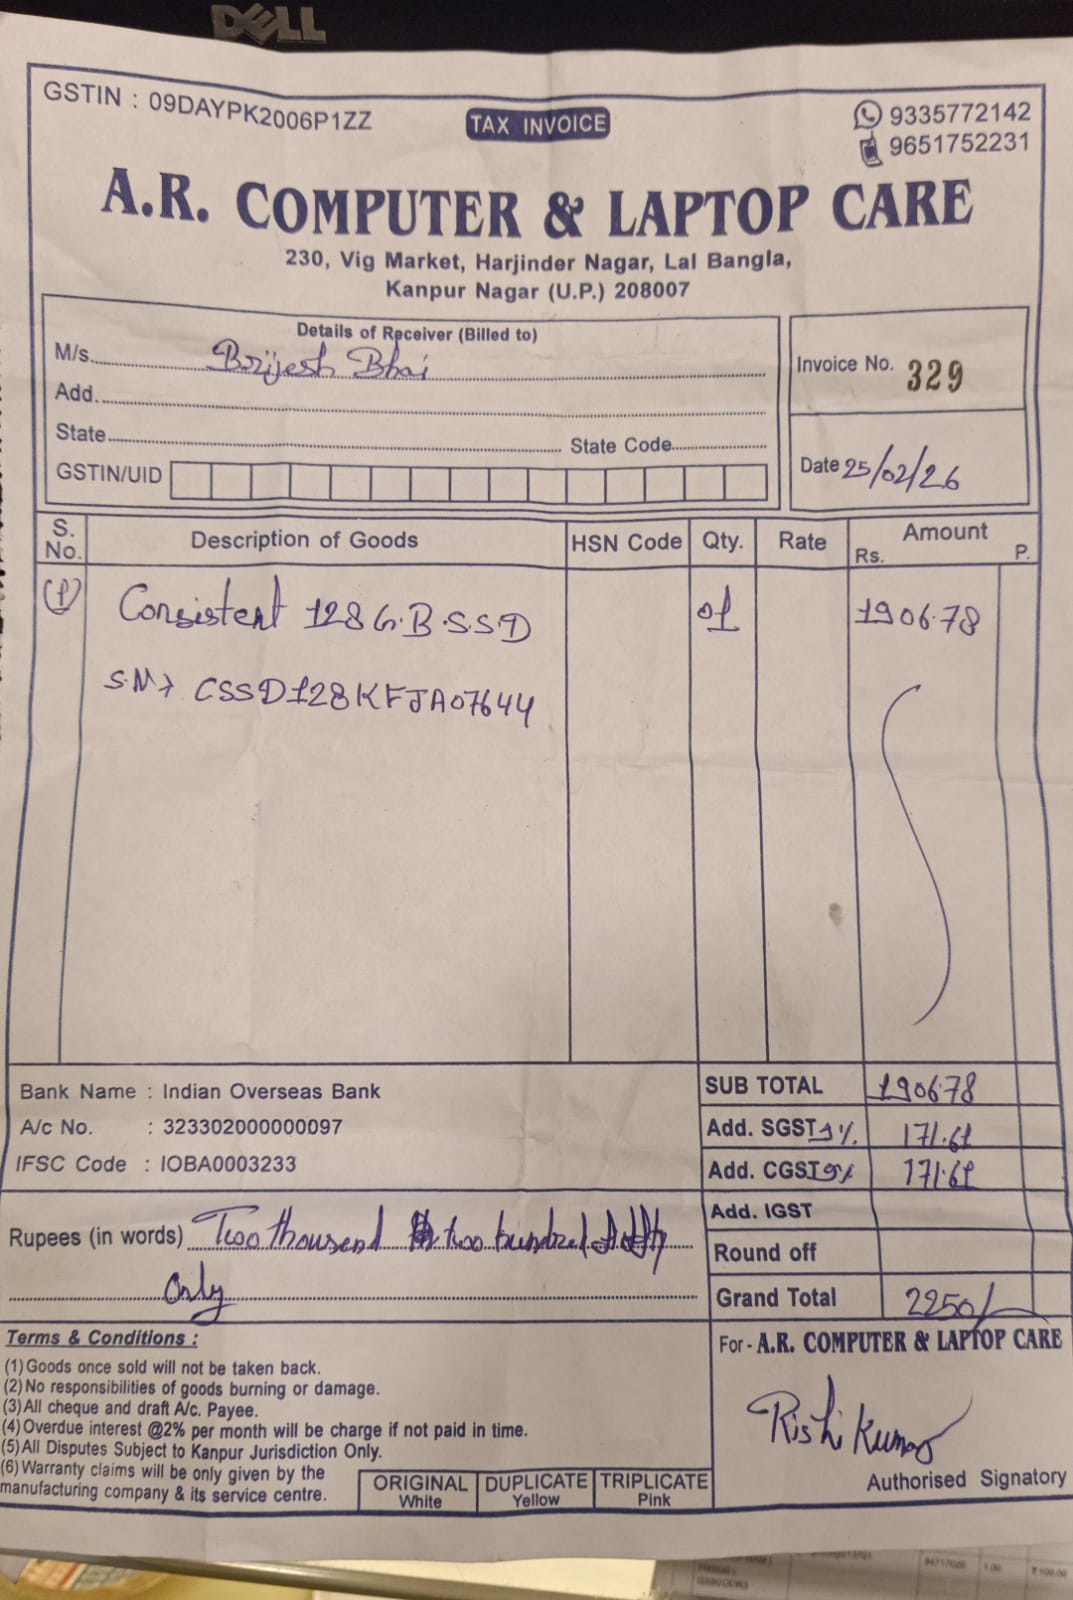 DELL
GSTIN : 09DAYPK2006P1ZZ
TAX INVOICE
9335772142
9651752231
A.R. COMPUTER & LAPTOP CARE
230, Vig Market, Harjinder Nagar, Lal Bangla,
Kanpur Nagar (U.P.) 208007
Details of Receiver (Billed to)
M/s. Brijesh Bhai
Add.
State State Code
GSTIN/UID
Invoice No. 329
Date 25/02/26
S. No. Description of Goods HSN Code Qty. Rate Amount Rs. P.
(1) Consistent 128 G.B S.S.D 01 1906.78
S.N> CSSD128KFJA07644
Bank Name : Indian Overseas Bank
A/c No. : 323302000000097
IFSC Code : IOBA0003233
SUB TOTAL 1906.78
Add. SGST 9% 171.61
Add. CGST 9% 171.61
Add. IGST
Round off
Grand Total 2250/-
Rupees (in words) Two thousand two hundred
Only
Terms & Conditions :
(1) Goods once sold will not be taken back.
(2) No responsibilities of goods burning or damage.
(3) All cheque and draft A/c. Payee.
(4) Overdue interest @2% per month will be charge if not paid in time.
(5) All Disputes Subject to Kanpur Jurisdiction Only.
(6) Warranty claims will be only given by the
manufacturing company & its service centre.
ORIGINAL White DUPLICATE Yellow TRIPLICATE Pink
For - A.R. COMPUTER & LAPTOP CARE
Rishi Kumar
Authorised Signatory
1.00